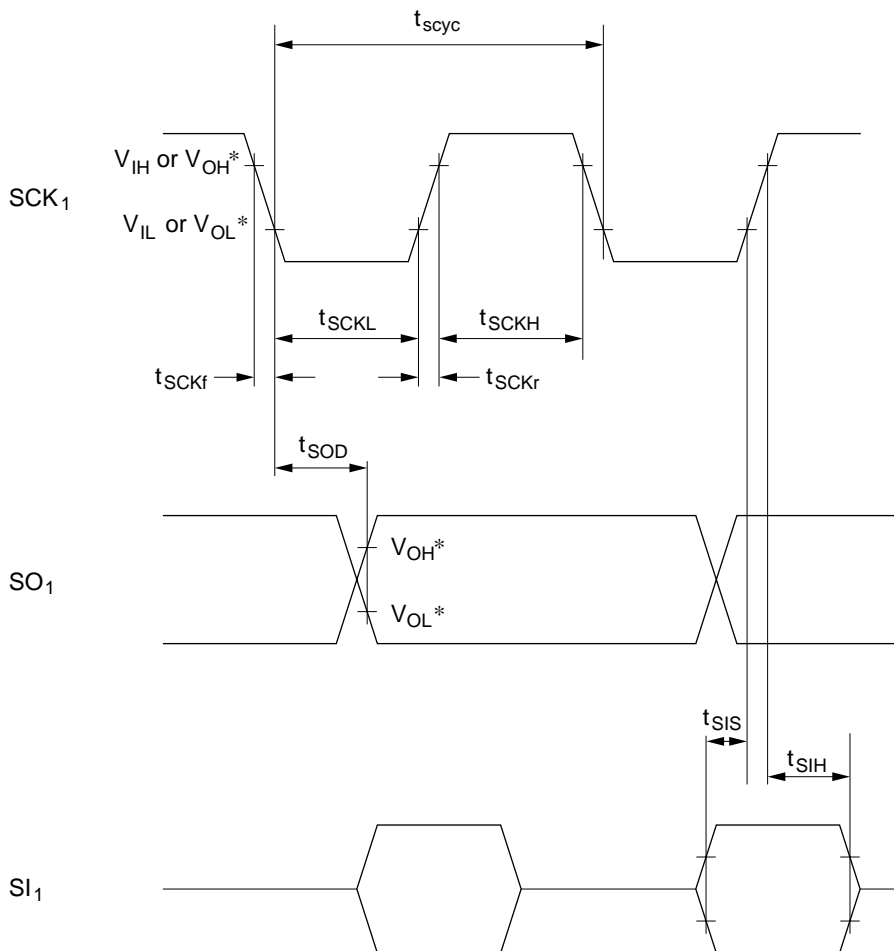 tscyc
VIH or VOH*
SCK1
VIL or VOL*
tSCKL
tSCKH
tSCKf
tSCKr
tSOD
VOH*
SO1
VOL*
tSIS
tSIH
SI1